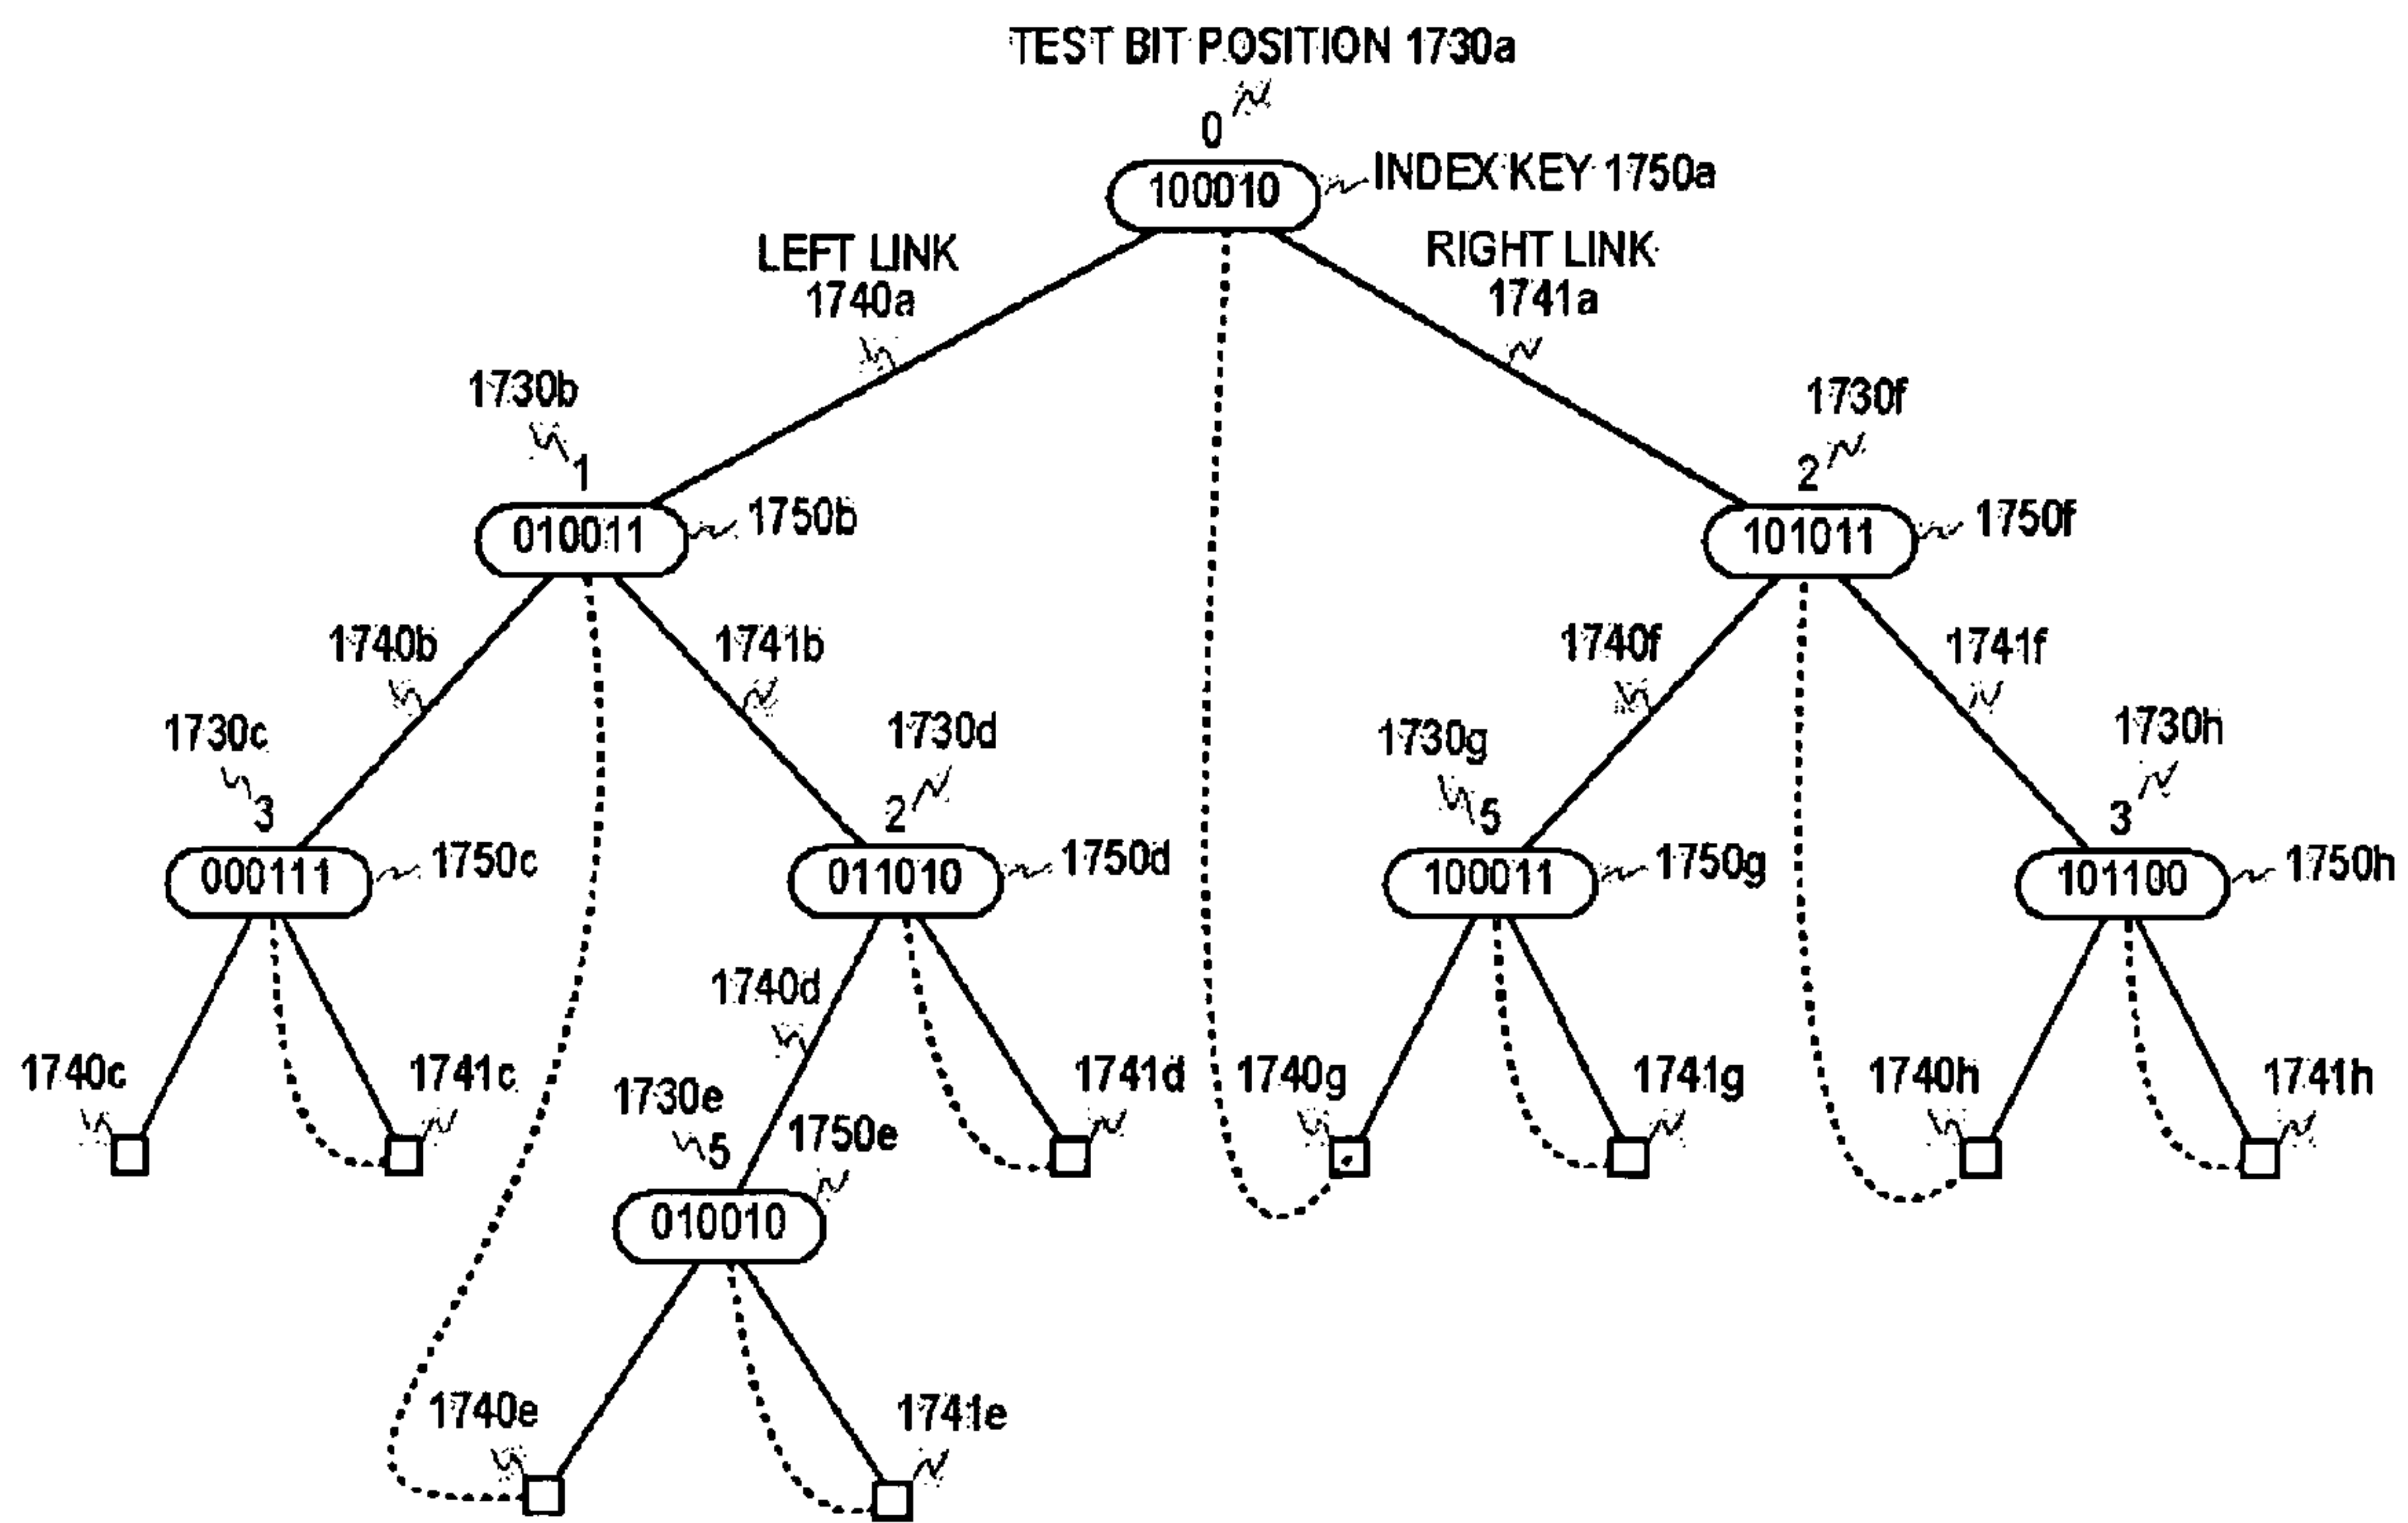 TEST BIT POSITION 1730a
0
100010
INDEX KEY 1750a
LEFT LINK
1740a
RIGHT LINK
1741a
1730b
1
010011
1750b
1730f
2
101011
1750f
1740b
1741b
1740f
1741f
1730c
3
000111
1750c
1730d
2
011010
1750d
1730g
5
100011
1750g
1730h
3
101100
1750h
1740c
1741c
1740d
1741d
1740g
1741g
1740h
1741h
1730e
5
1750e
010010
1740e
1741e